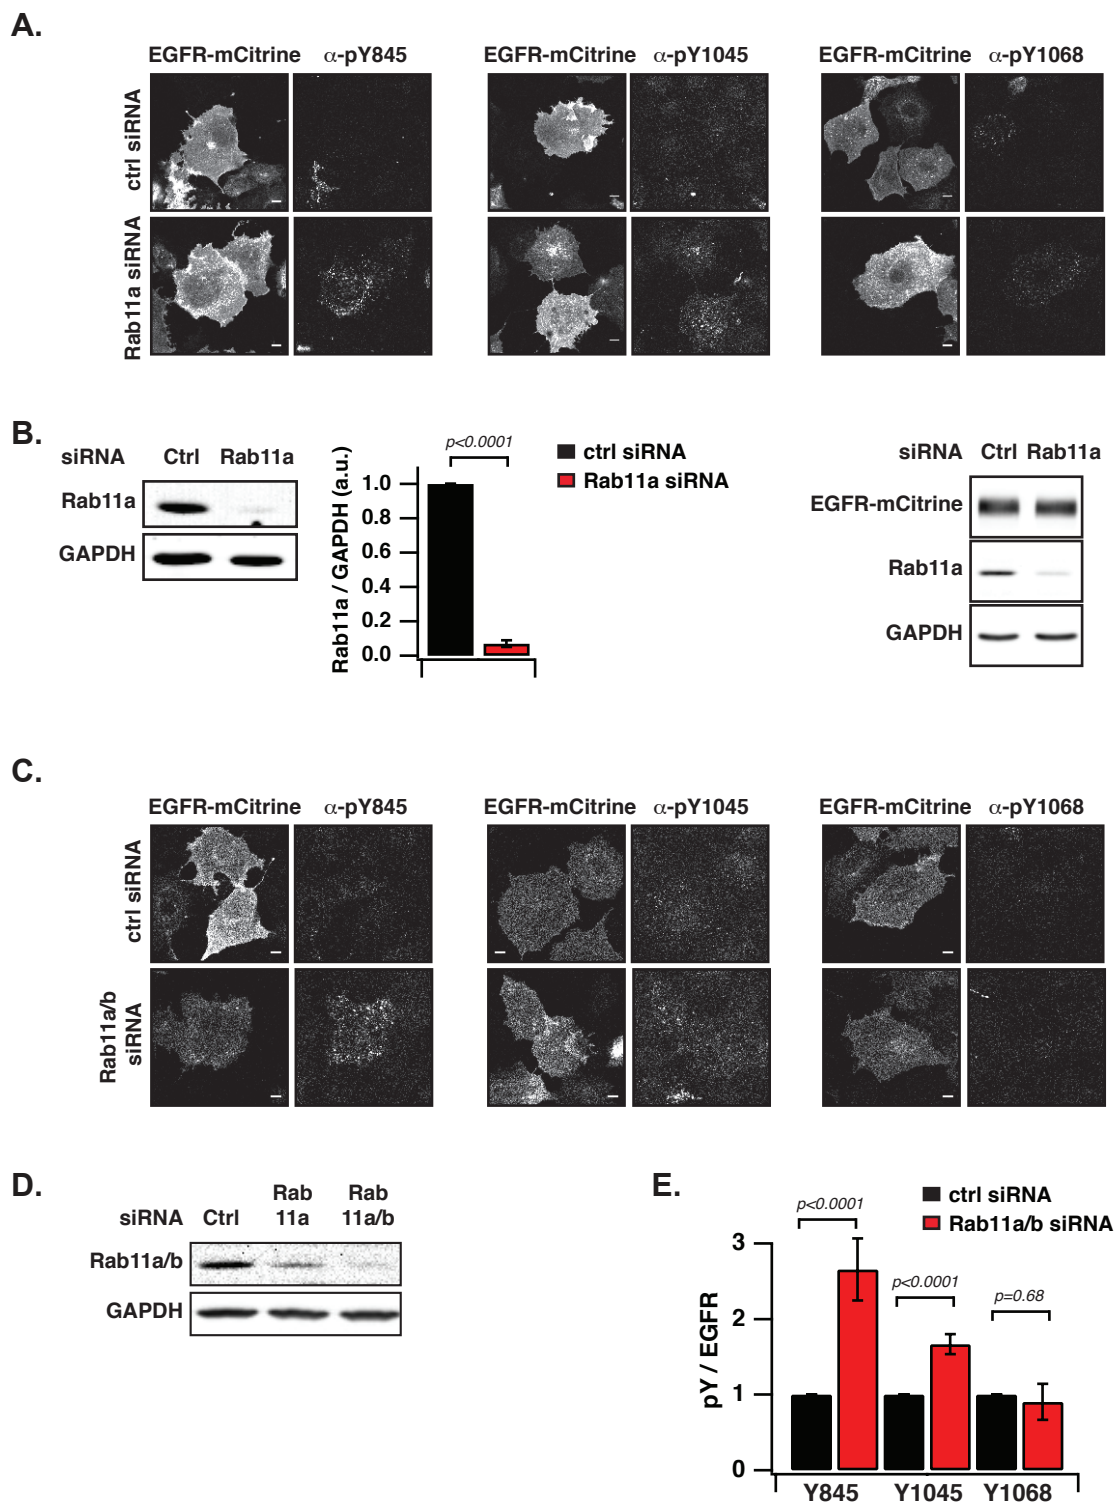 A.
EGFR-mCitrine α-pY845 EGFR-mCitrine α-pY1045 EGFR-mCitrine α-pY1068
ctrl siRNA
Rab11a siRNA
B.
siRNA Ctrl Rab11a
Rab11a
GAPDH
Rab11a / GAPDH (a.u.)
1.0
0.8
0.6
0.4
0.2
0.0
p<0.0001
ctrl siRNA
Rab11a siRNA
siRNA Ctrl Rab11a
EGFR-mCitrine
Rab11a
GAPDH
C.
EGFR-mCitrine α-pY845 EGFR-mCitrine α-pY1045 EGFR-mCitrine α-pY1068
ctrl siRNA
Rab11a/b
siRNA
D.
siRNA Ctrl Rab
11a Rab
11a/b
Rab11a/b
GAPDH
E.
ctrl siRNA
Rab11a/b siRNA
pY / EGFR
3
2
1
0
p<0.0001
p<0.0001
p=0.68
Y845 Y1045 Y1068